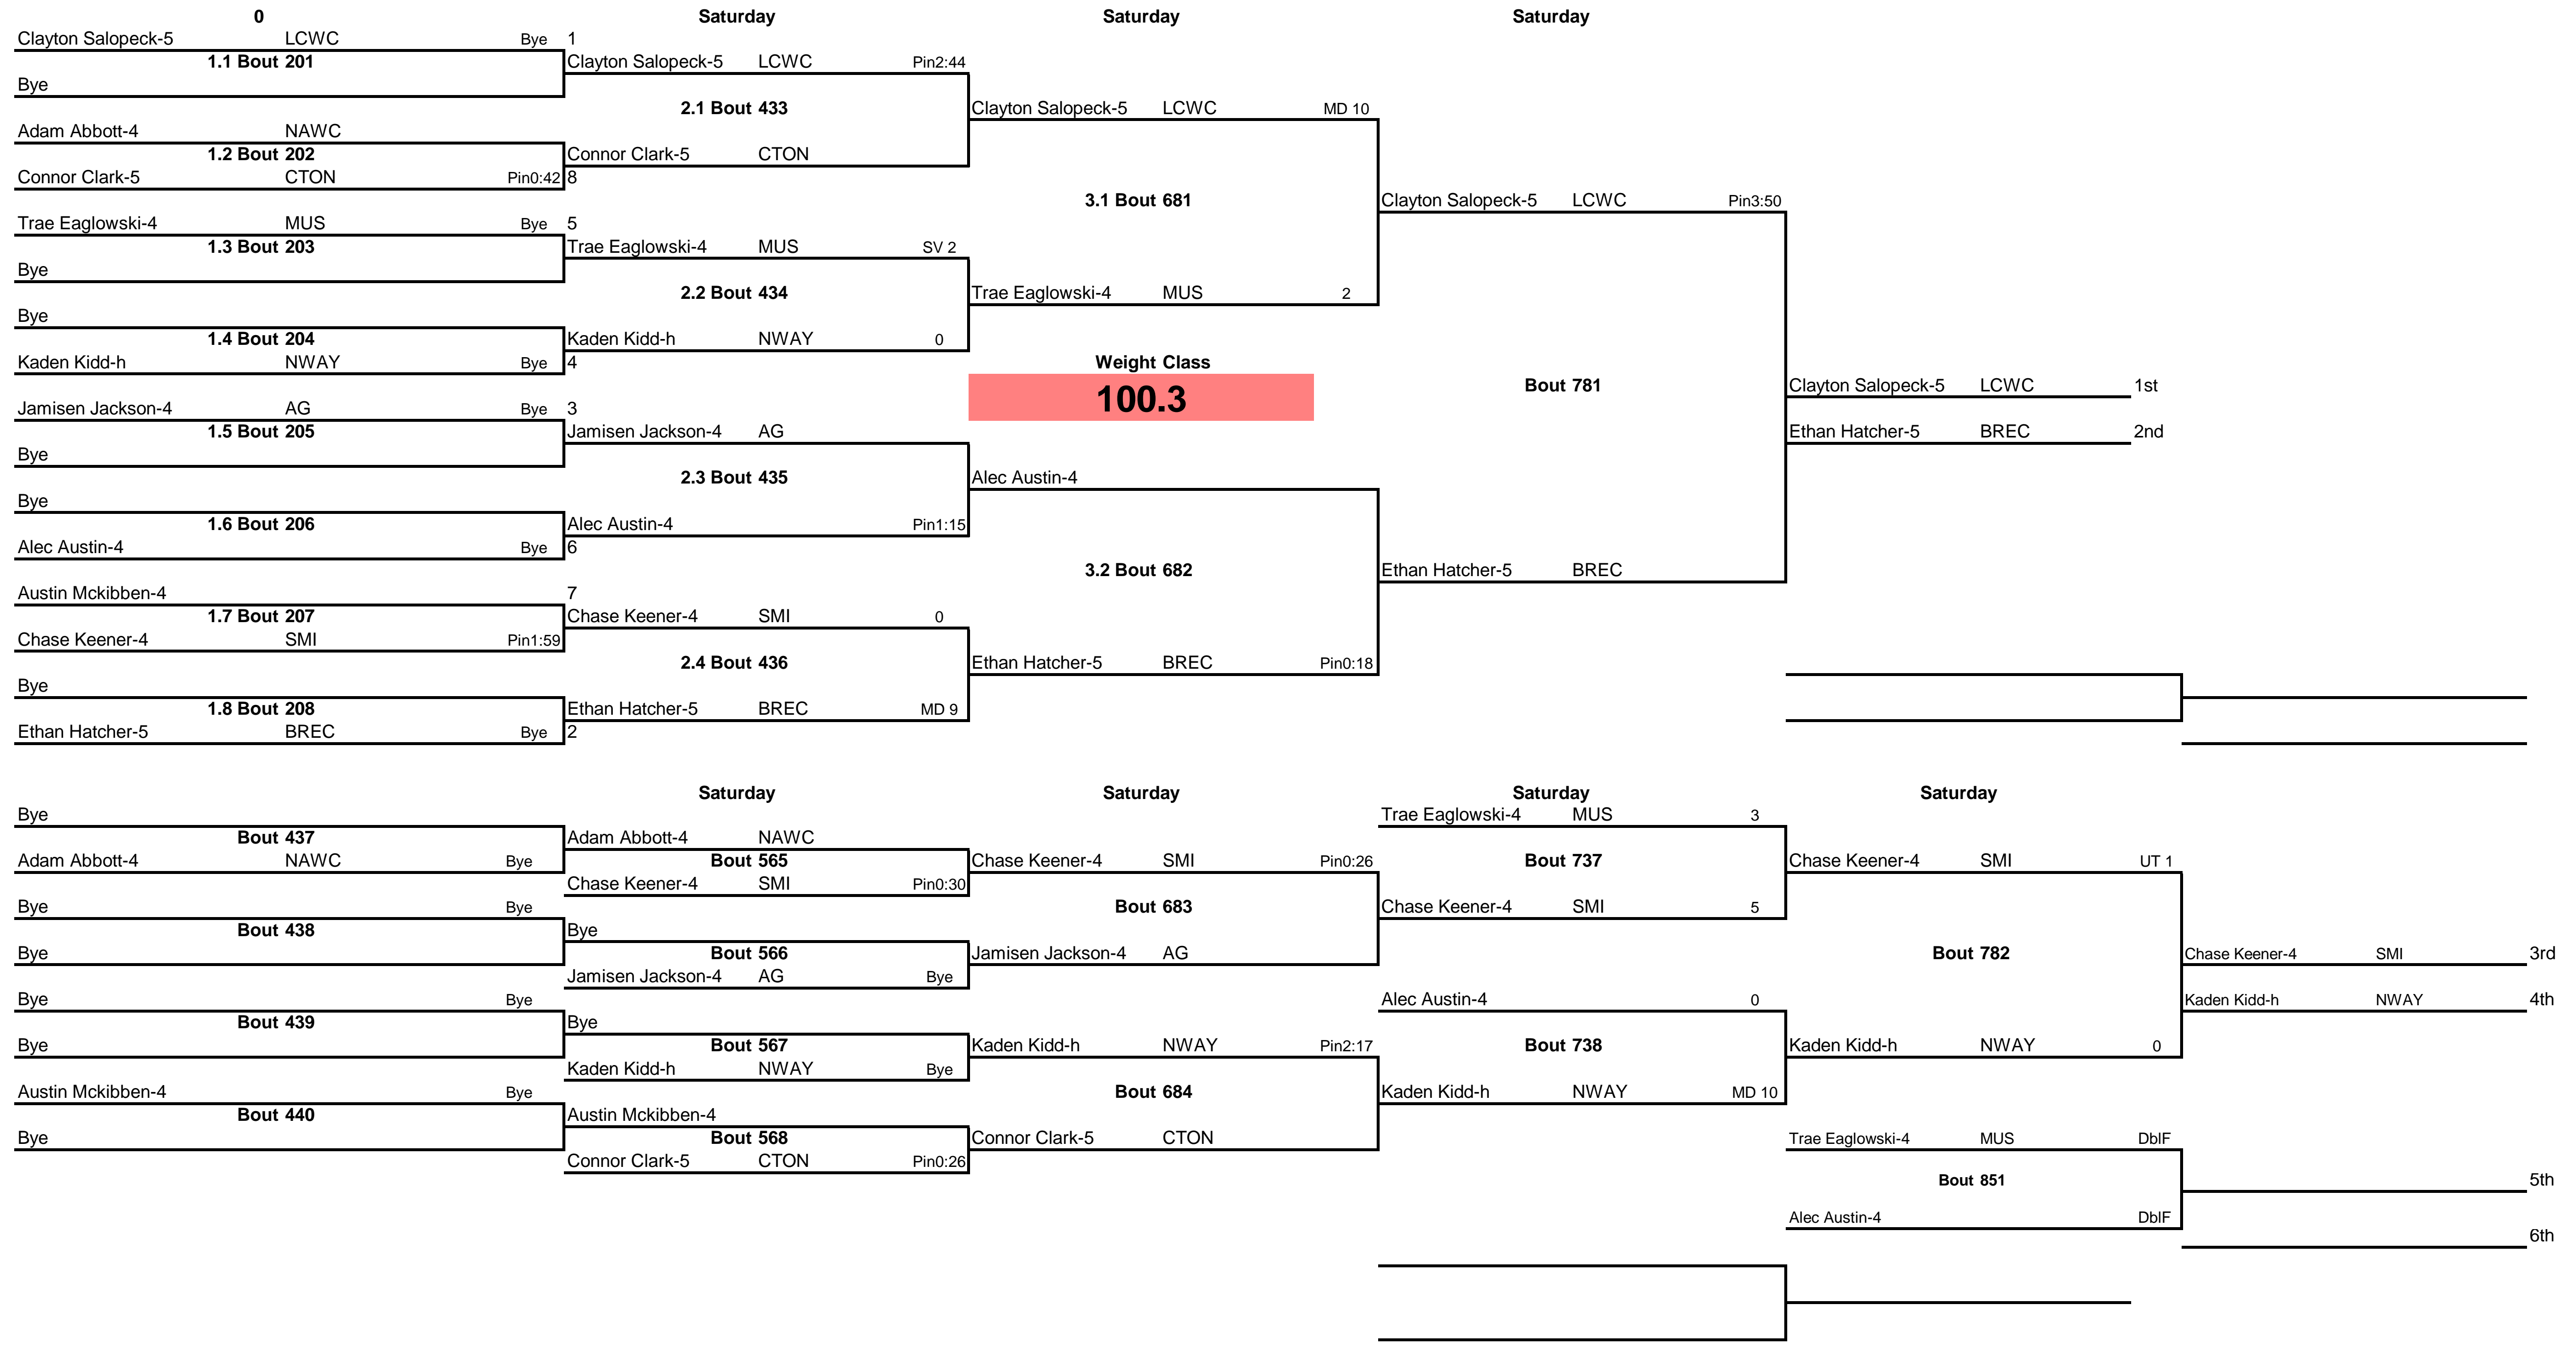 0 Saturday Saturday Saturday
Clayton Salopeck-5 LCWC Bye 1
1.1 Bout 201 Clayton Salopeck-5 LCWC Pin2:44
Bye
2.1 Bout 433 Clayton Salopeck-5 LCWC MD 10
Adam Abbott-4 NAWC
1.2 Bout 202 Connor Clark-5 CTON
Connor Clark-5 CTON Pin0:42 8
3.1 Bout 681 Clayton Salopeck-5 LCWC Pin3:50
Trae Eaglowski-4 MUS Bye 5
1.3 Bout 203 Trae Eaglowski-4 MUS SV 2
Bye
2.2 Bout 434 Trae Eaglowski-4 MUS 2
Bye
1.4 Bout 204 Kaden Kidd-h NWAY 0
Kaden Kidd-h NWAY Bye 4 Weight Class
Bout 781 Clayton Salopeck-5 LCWC 1st
100.3
Jamisen Jackson-4 AG Bye 3
1.5 Bout 205 Jamisen Jackson-4 AG Ethan Hatcher-5 BREC 2nd
Bye
2.3 Bout 435 Alec Austin-4
Bye
1.6 Bout 206 Alec Austin-4 Pin1:15
Alec Austin-4 Bye 6
3.2 Bout 682 Ethan Hatcher-5 BREC
Austin Mckibben-4 7
1.7 Bout 207 Chase Keener-4 SMI 0
Chase Keener-4 SMI Pin1:59
2.4 Bout 436 Ethan Hatcher-5 BREC Pin0:18
Bye
1.8 Bout 208 Ethan Hatcher-5 BREC MD 9
Ethan Hatcher-5 BREC Bye 2
Saturday Saturday Saturday Saturday
Bye Trae Eaglowski-4 MUS 3
Bout 437 Adam Abbott-4 NAWC
Adam Abbott-4 NAWC Bye Bout 565 Chase Keener-4 SMI Pin0:26 Bout 737 Chase Keener-4 SMI UT 1
Chase Keener-4 SMI Pin0:30
Bye Bye Bout 683 Chase Keener-4 SMI 5
Bout 438 Bye
Bye Bout 566 Jamisen Jackson-4 AG Bout 782 Chase Keener-4 SMI 3rd
Jamisen Jackson-4 AG Bye
Bye Bye Alec Austin-4 0 Kaden Kidd-h NWAY 4th
Bout 439 Bye
Bye Bout 567 Kaden Kidd-h NWAY Pin2:17 Bout 738 Kaden Kidd-h NWAY 0
Kaden Kidd-h NWAY Bye
Austin Mckibben-4 Bye Bout 684 Kaden Kidd-h NWAY MD 10
Bout 440 Austin Mckibben-4
Bye Bout 568 Connor Clark-5 CTON Trae Eaglowski-4 MUS DblF
Connor Clark-5 CTON Pin0:26
Bout 851 5th
Alec Austin-4 DblF
6th